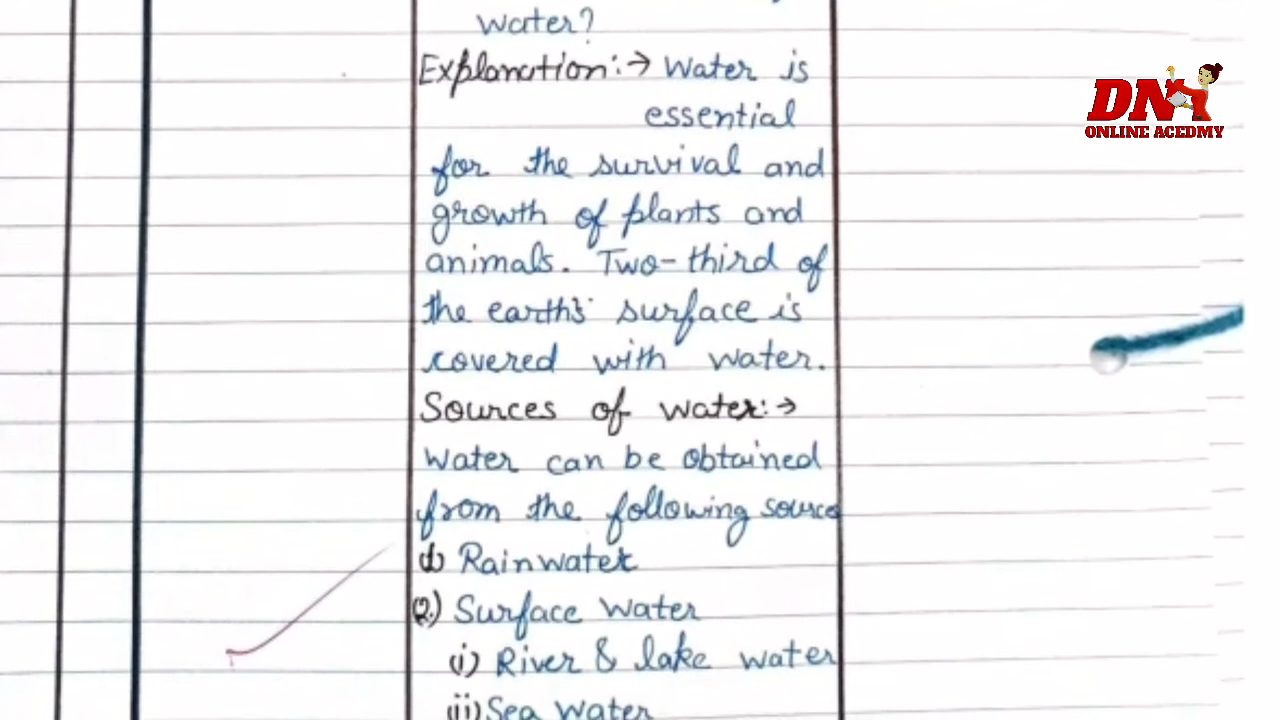 water?
Explanation:→ Water is
essential
for the survival and
growth of plants and
animals. Two-third of
the earth's surface is
covered with water.
Sources of water:→
Water can be obtained
from the following source
(1) Rainwater
(2.) Surface water
(i) River & lake water
(ii) Sea water
DN
ONLINE ACEDMY